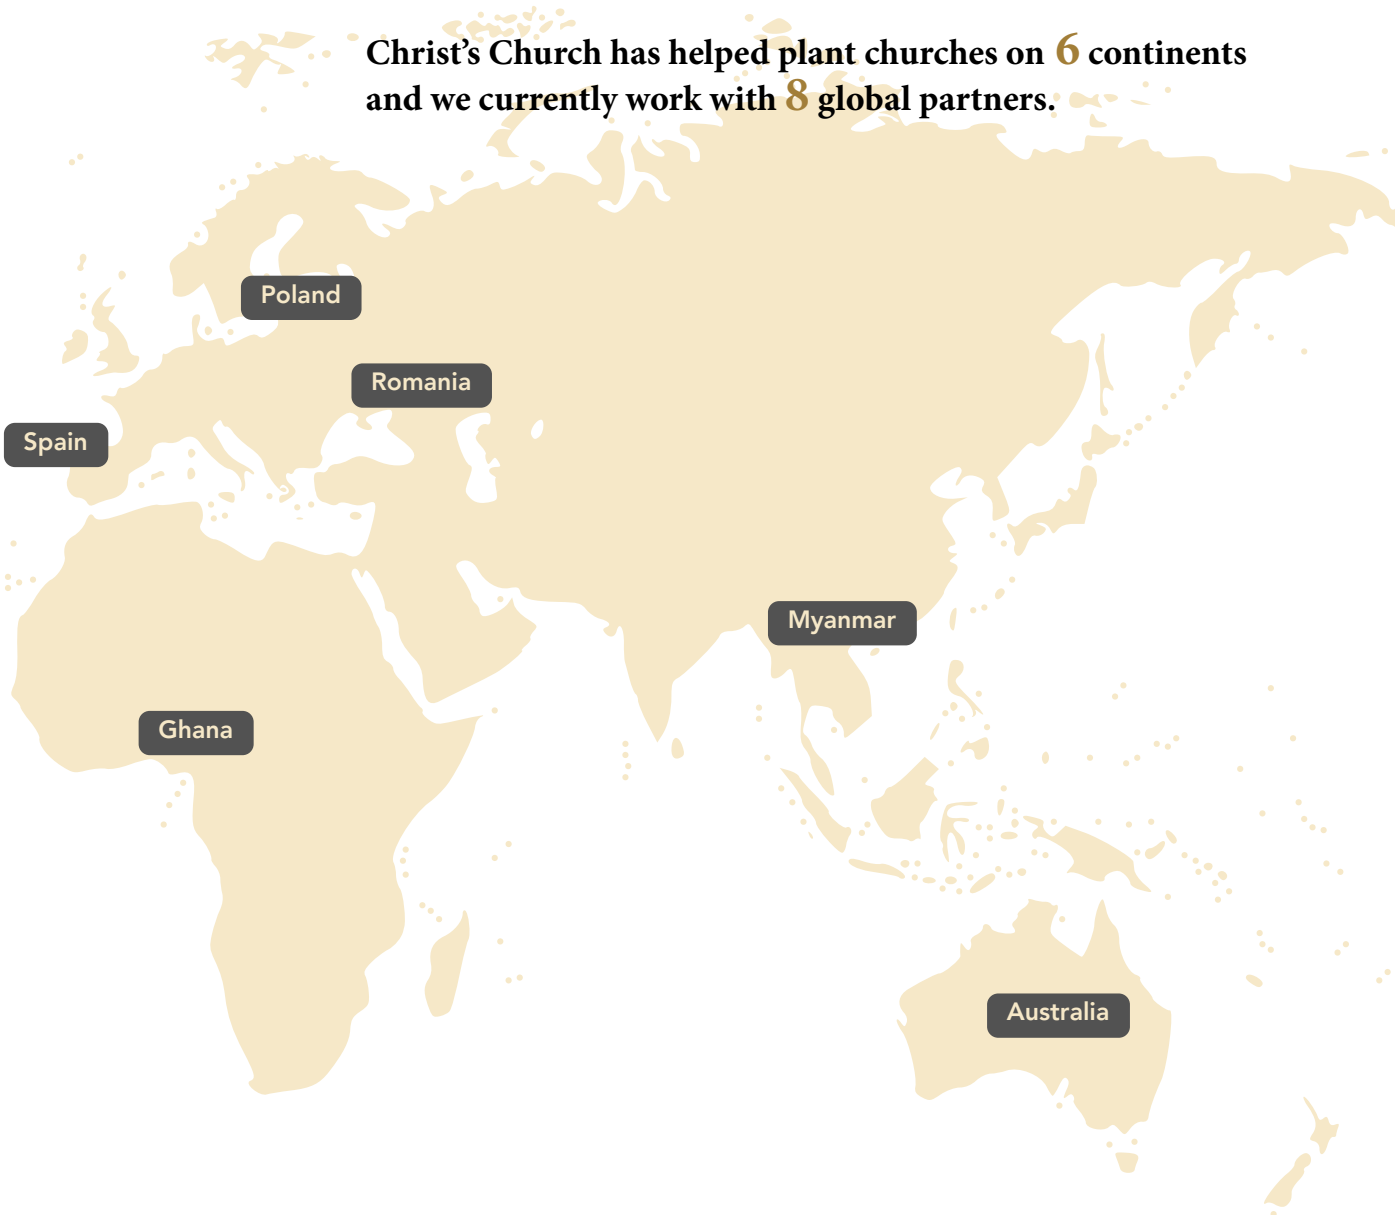 Christ’s Church has helped plant churches on 6 continents
and we currently work with 8 global partners.
Poland
Romania
Spain
Myanmar
Ghana
Australia